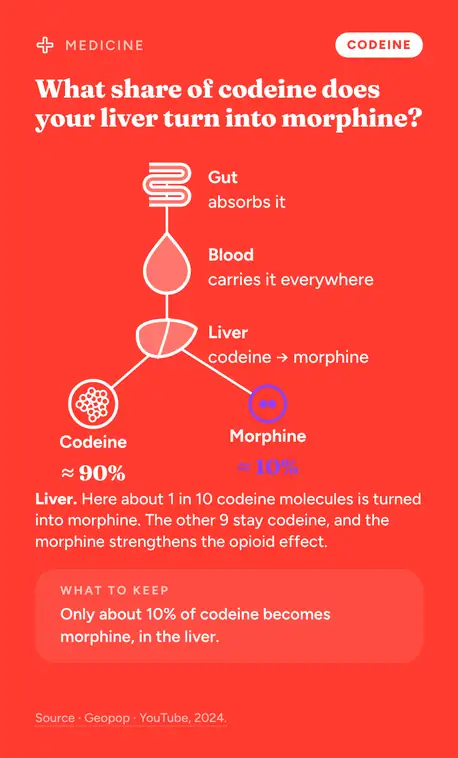 MEDICINE
CODEINE
What share of codeine does
your liver turn into morphine?
Gut
absorbs it
Blood
carries it everywhere
Liver
codeine → morphine
Codeine
≈ 90%
Morphine
≈ 10%
Liver. Here about 1 in 10 codeine molecules is turned
into morphine. The other 9 stay codeine, and the
morphine strengthens the opioid effect.
WHAT TO KEEP
Only about 10% of codeine becomes
morphine, in the liver.
Source · Geopop · YouTube, 2024.